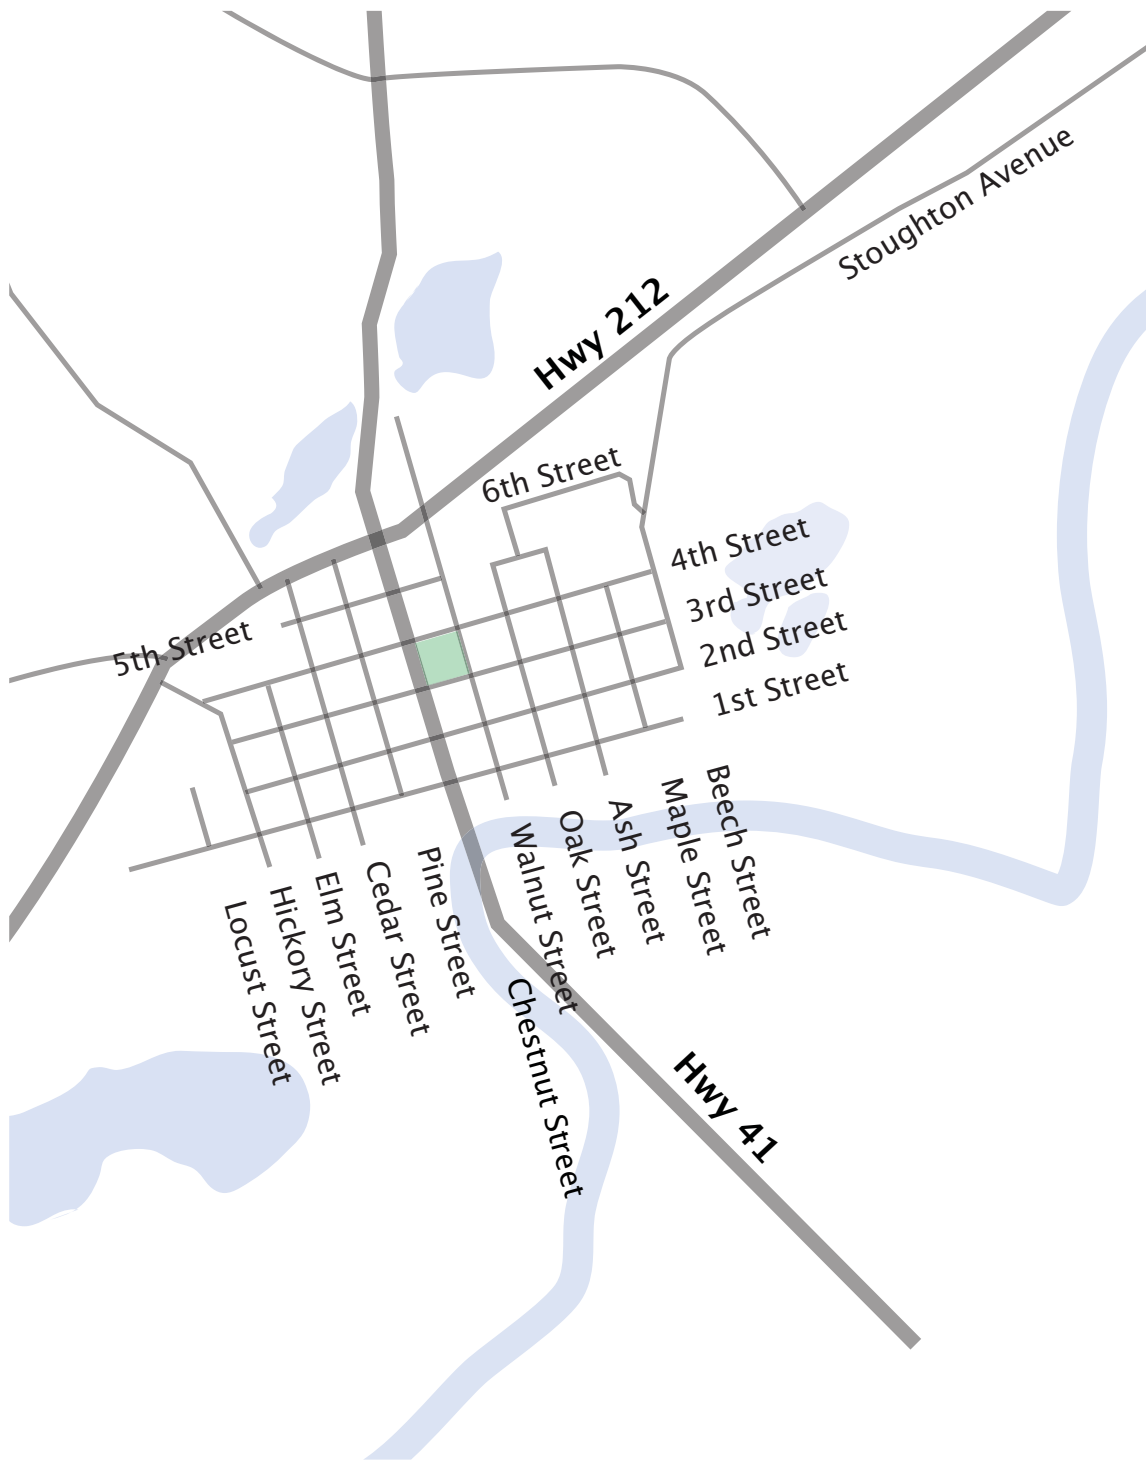 Stoughton Avenue
Hwy 212
6th Street
4th Street
3rd Street
5th Street
2nd Street
1st Street
Beech Street
Maple Street
Ash Street
Oak Street
Walnut Street
Pine Street
Cedar Street
Elm Street
Hickory Street
Locust Street
Chestnut Street
Hwy 41